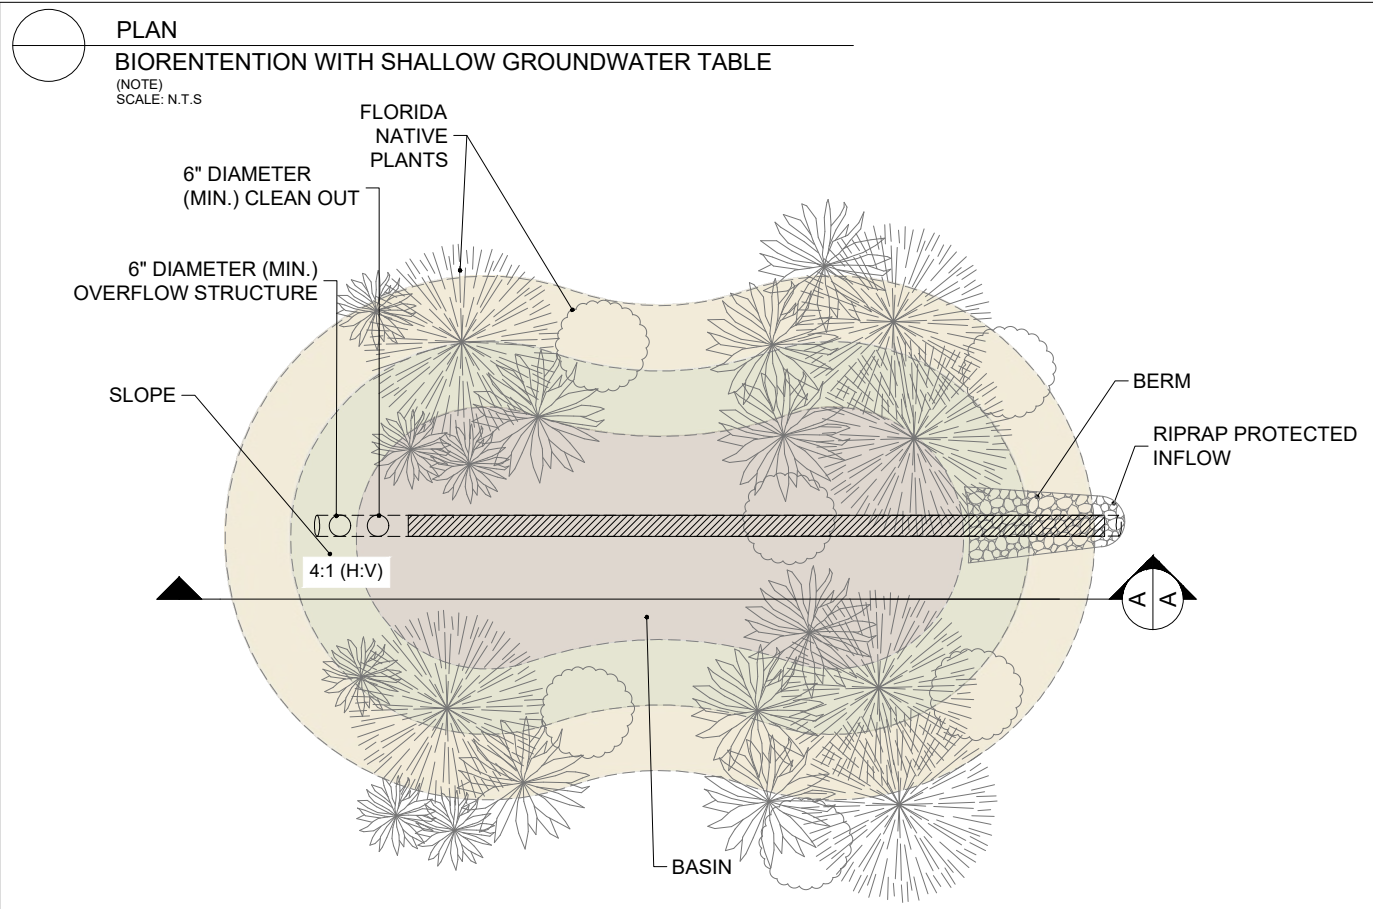 PLAN
BIORENTENTION WITH SHALLOW GROUNDWATER TABLE
(NOTE)
SCALE: N.T.S
FLORIDA
NATIVE
PLANTS
6" DIAMETER
(MIN.) CLEAN OUT
6" DIAMETER (MIN.)
OVERFLOW STRUCTURE
SLOPE
BERM
RIPRAP PROTECTED
INFLOW
4:1 (H:V)
A A
BASIN